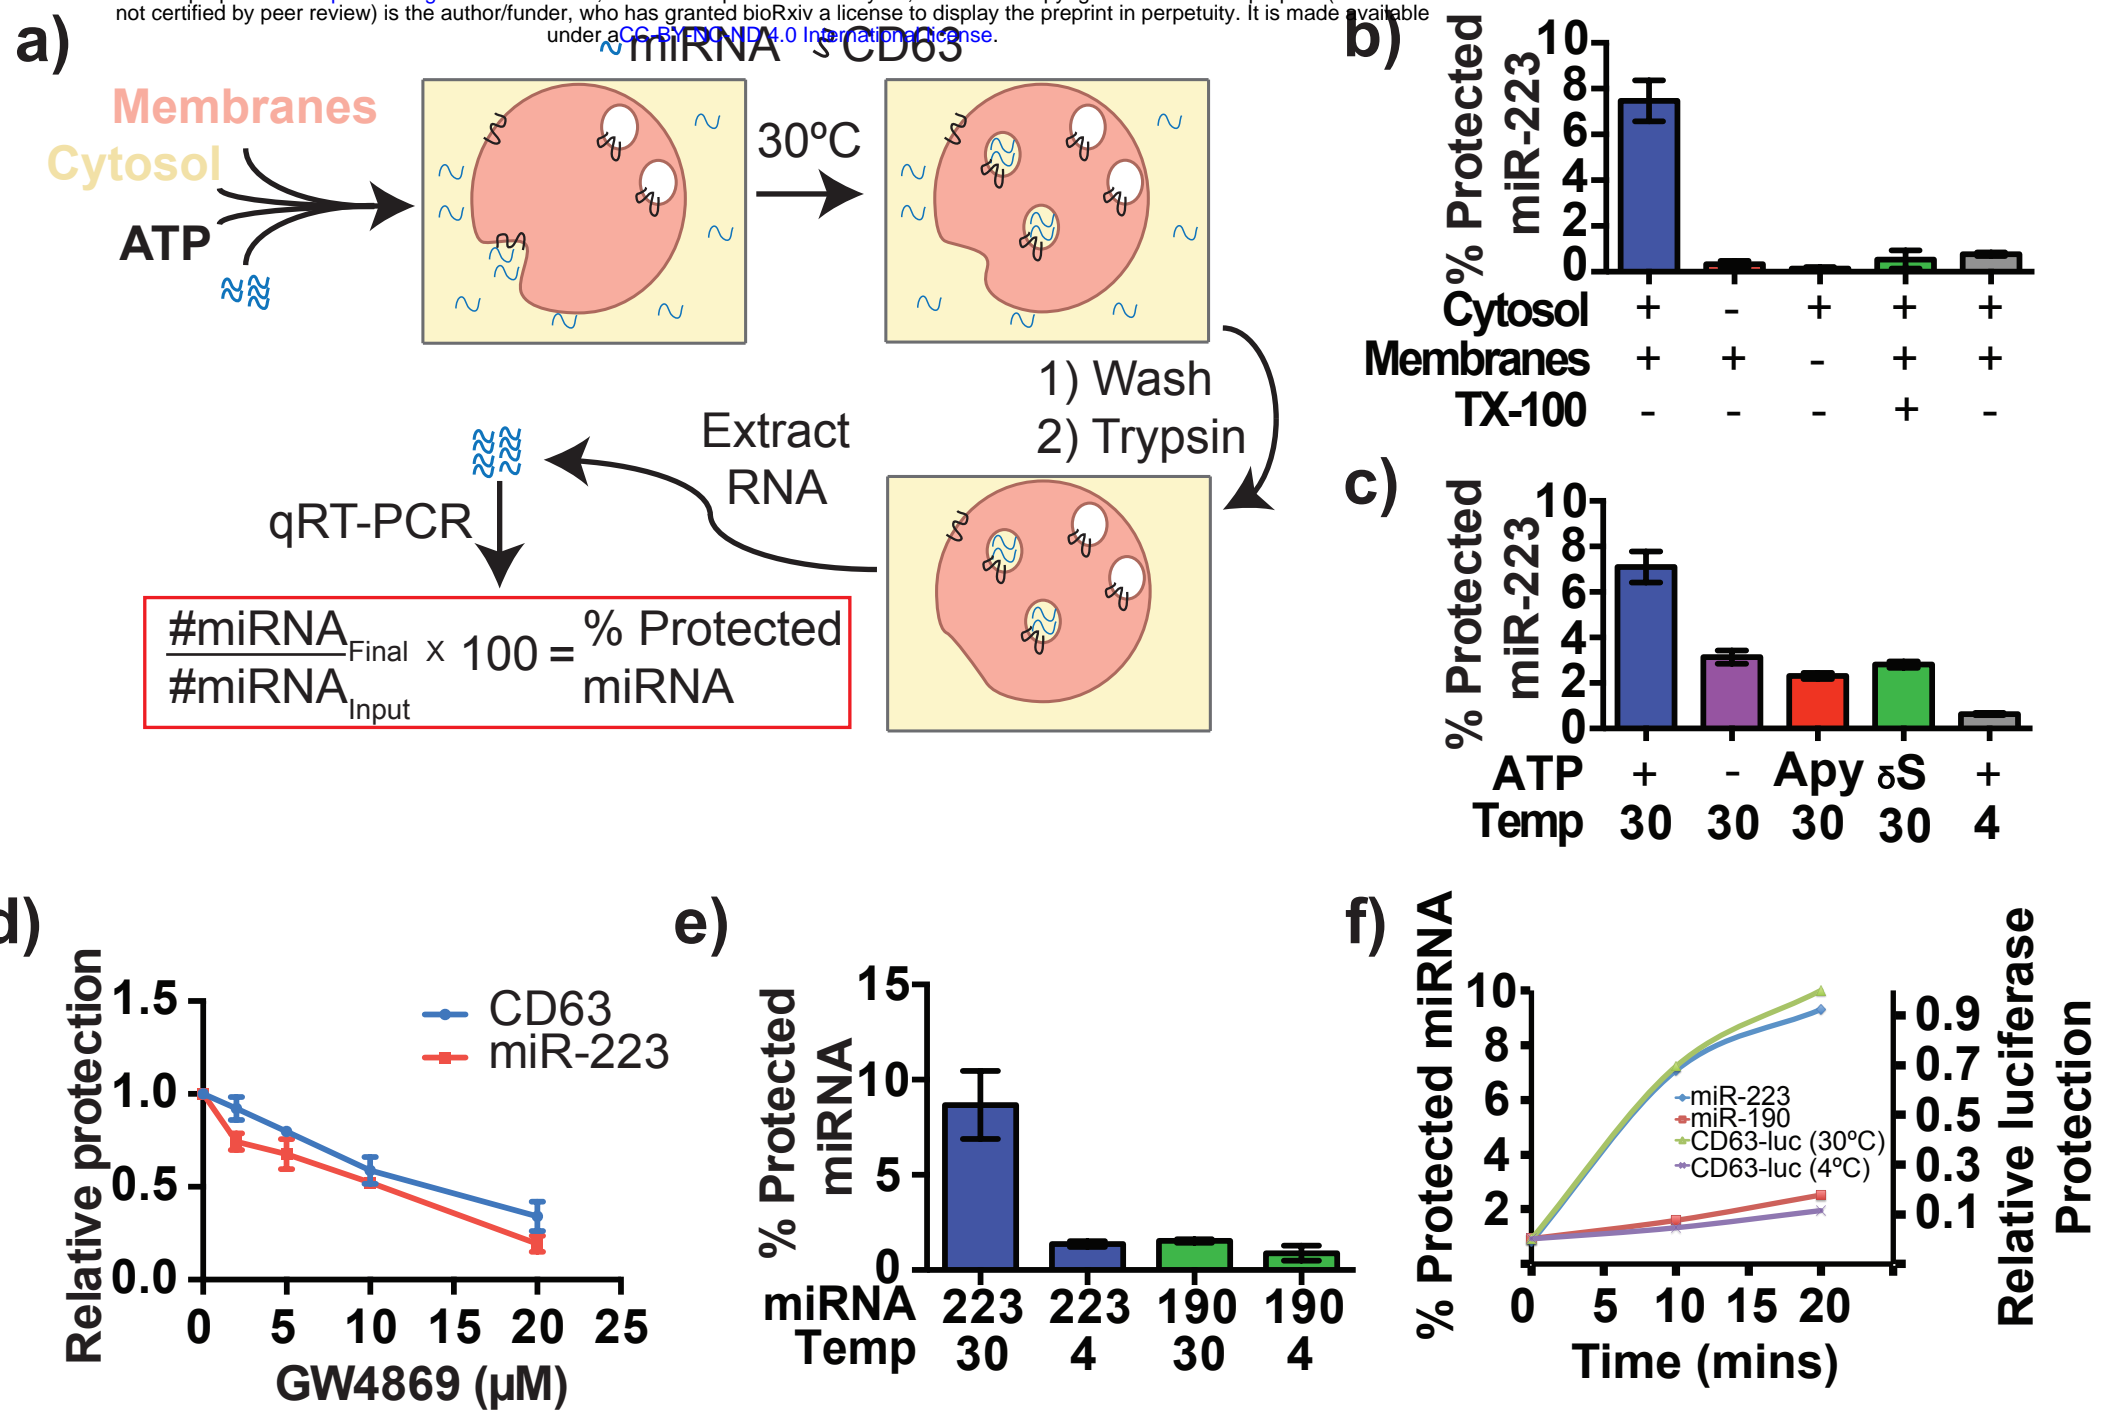 not certified by peer review) is the author/funder, who has granted bioRxiv a license to display the preprint in perpetuity. It is made available
under aCC-BY-NC-ND 4.0 International license.
a)
miRNA CD63
Membranes
Cytosol
ATP
30ºC
1) Wash
2) Trypsin
Extract
RNA
qRT-PCR
#miRNA Final X 100 = % Protected
#miRNA Input miRNA
b)
% Protected
miR-223
10
8
6
4
2
0
Cytosol + - + + +
Membranes + + - + +
TX-100 - - - + -
c)
% Protected
miR-223
10
8
6
4
2
0
ATP + - Apy δS +
Temp 30 30 30 30 4
d)
Relative protection
1.5
1.0
0.5
0.0
CD63
miR-223
0 5 10 15 20 25
GW4869 (µM)
e)
% Protected
miRNA
15
10
5
0
miRNA 223 223 190 190
Temp 30 4 30 4
f)
% Protected miRNA
10
8
6
4
2
miR-223
miR-190
CD63-luc (30ºC)
CD63-luc (4ºC)
0.9
0.7
0.5
0.3
0.1
Relative luciferase
Protection
0 5 10 15 20
Time (mins)